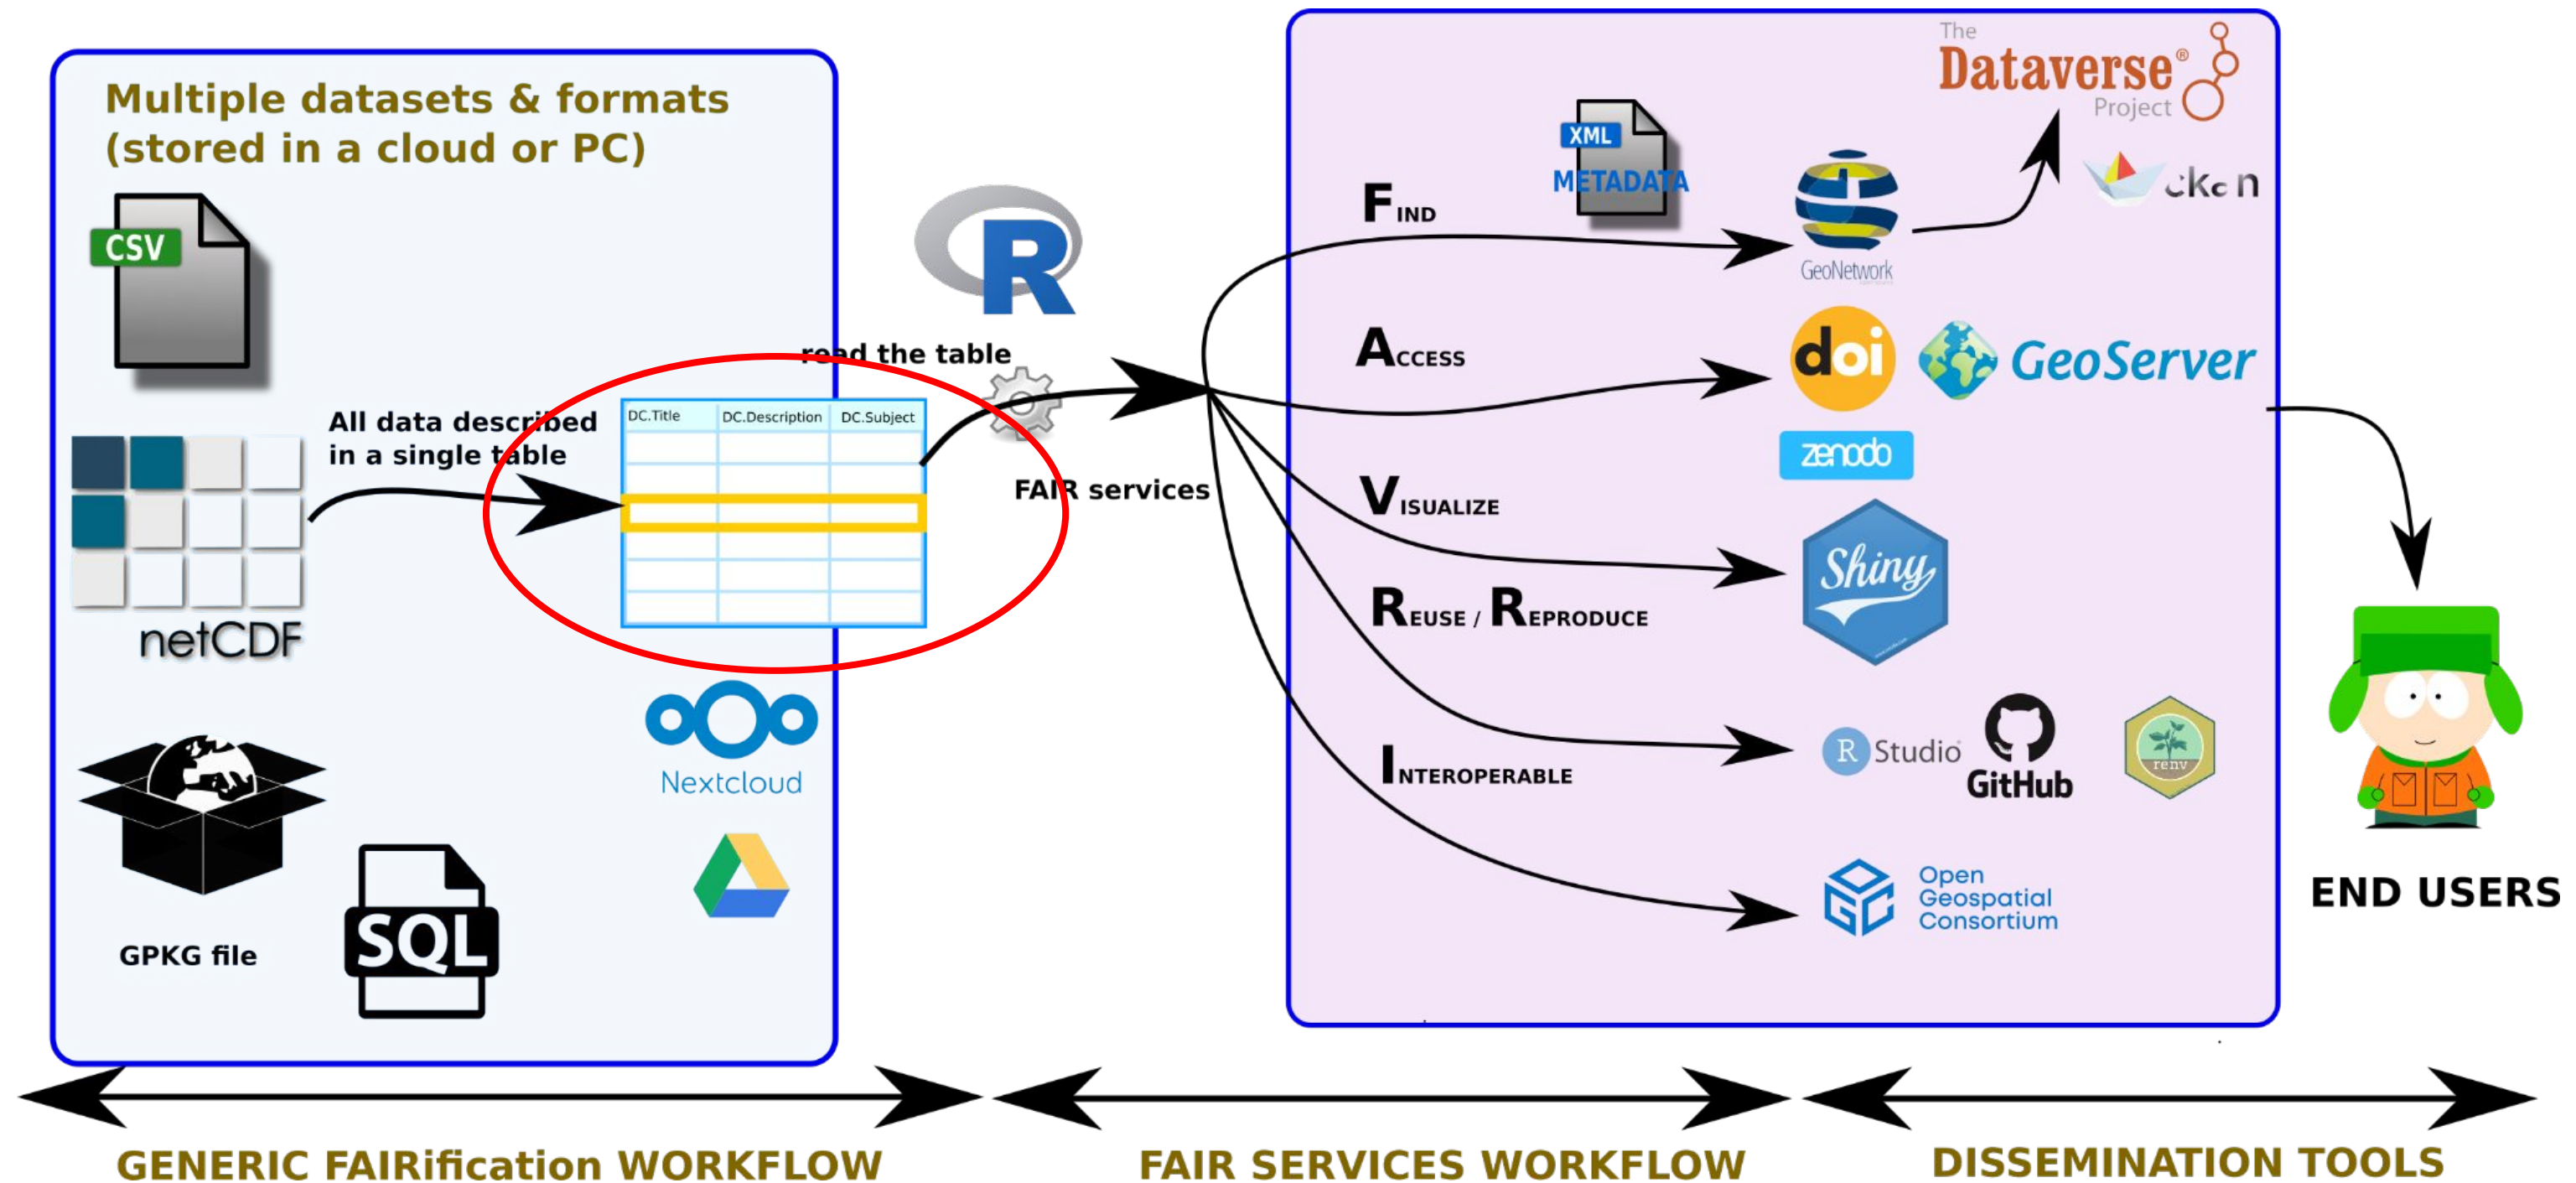 Multiple datasets & formats
(stored in a cloud or PC)
CSV
All data described
in a single table
netCDF
GPKG file
SQL
DC.Title DC.Description DC.Subject
Nextcloud
R
read the table
FAIR services
FIND
ACCESS
VISUALIZE
REUSE / REPRODUCE
INTEROPERABLE
XML
METADATA
GeoNetwork
The
Dataverse®
Project
ckan
doi
GeoServer
zenodo
Shiny
R Studio
GitHub
renv
Open
Geospatial
Consortium
END USERS
GENERIC FAIRification WORKFLOW
FAIR SERVICES WORKFLOW
DISSEMINATION TOOLS